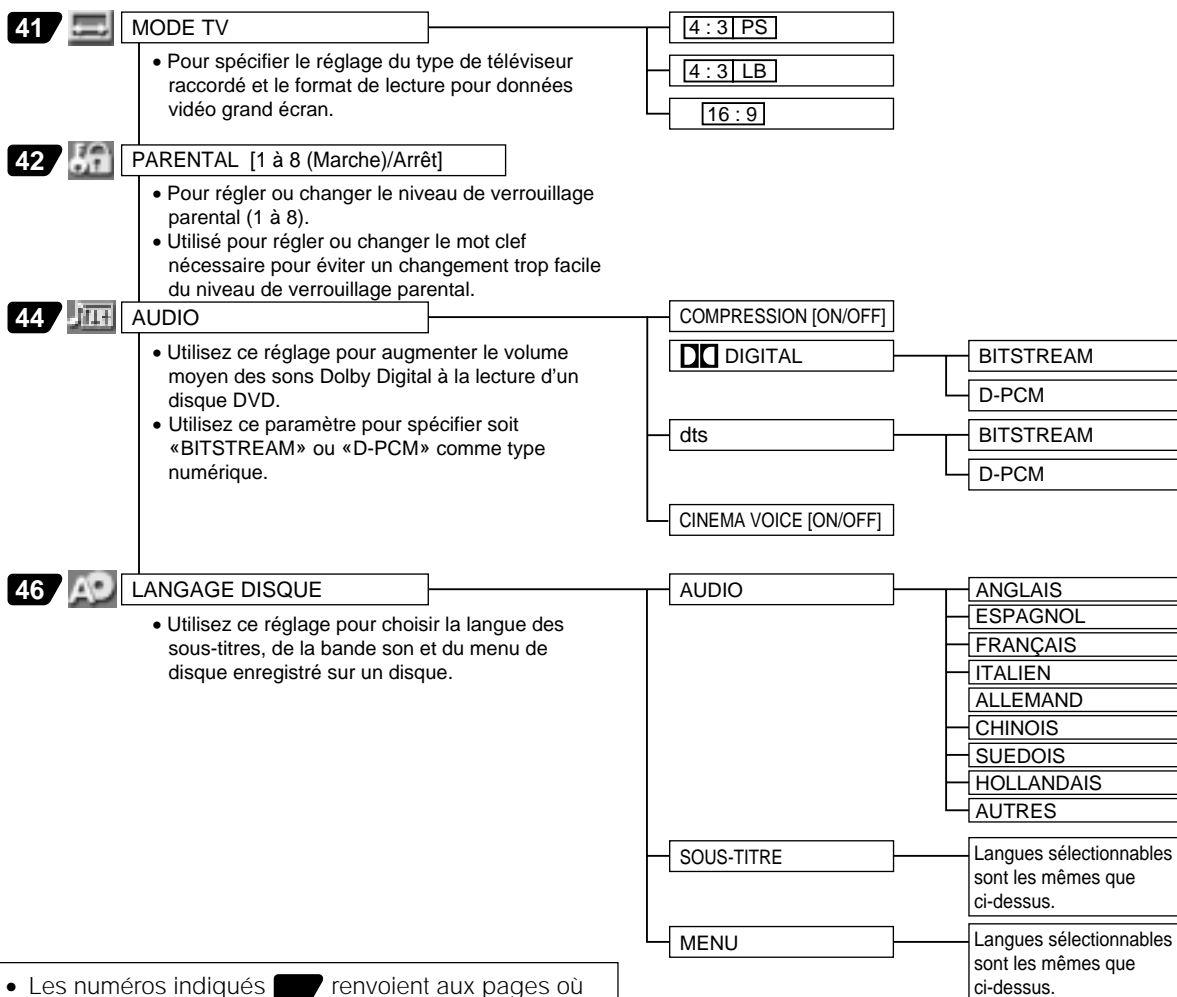 41 MODE TV
4 : 3 PS
• Pour spécifier le réglage du type de téléviseur
raccordé et le format de lecture pour données
vidéo grand écran.
4 : 3 LB
16 : 9
42 PARENTAL [1 à 8 (Marche)/Arrêt]
• Pour régler ou changer le niveau de verrouillage
parental (1 à 8).
• Utilisé pour régler ou changer le mot clef
nécessaire pour éviter un changement trop facile
du niveau de verrouillage parental.
44 AUDIO
• Utilisez ce réglage pour augmenter le volume
moyen des sons Dolby Digital à la lecture d'un
disque DVD.
• Utilisez ce paramètre pour spécifier soit
«BITSTREAM» ou «D-PCM» comme type
numérique.
COMPRESSION [ON/OFF]
DIGITAL
BITSTREAM
D-PCM
dts
BITSTREAM
D-PCM
CINEMA VOICE [ON/OFF]
46 LANGAGE DISQUE
• Utilisez ce réglage pour choisir la langue des
sous-titres, de la bande son et du menu de
disque enregistré sur un disque.
AUDIO
ANGLAIS
ESPAGNOL
FRANÇAIS
ITALIEN
ALLEMAND
CHINOIS
SUEDOIS
HOLLANDAIS
AUTRES
SOUS-TITRE
Langues sélectionnables
sont les mêmes que
ci-dessus.
MENU
Langues sélectionnables
sont les mêmes que
ci-dessus.
• Les numéros indiqués renvoient aux pages où